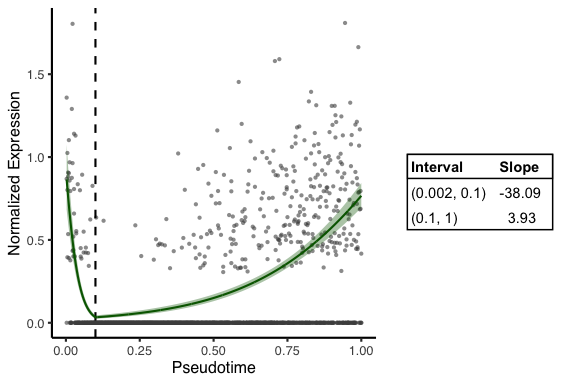 Normalized Expression
1.5
1.0
0.5
0.0
0.00 0.25 0.50 0.75 1.00
Pseudotime
Interval Slope
(0.002, 0.1) -38.09
(0.1, 1) 3.93